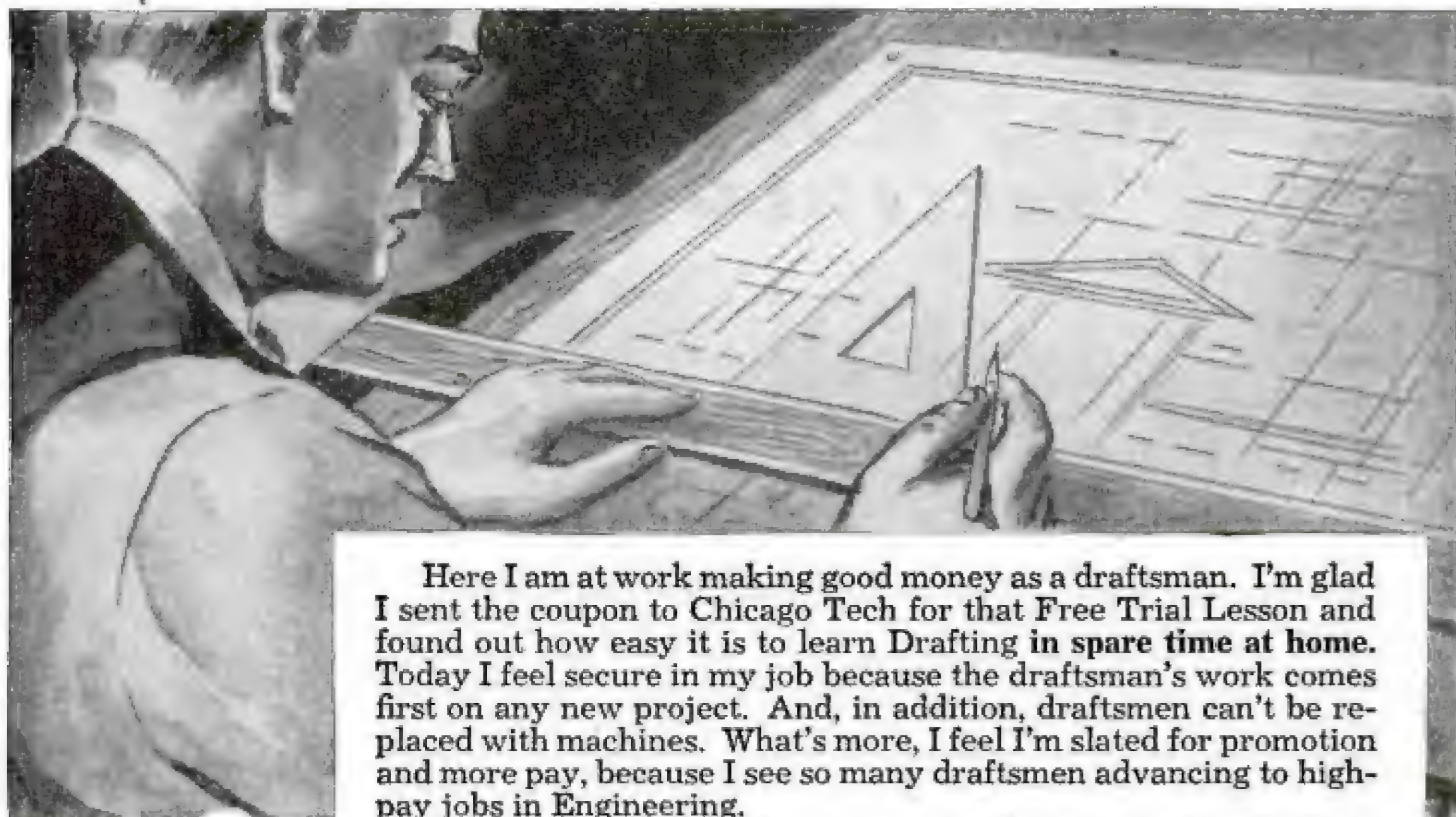 Here I am at work making good money as a draftsman. I'm glad
I sent the coupon to Chicago Tech for that Free Trial Lesson and
found out how easy it is to learn Drafting in spare time at home.
Today I feel secure in my job because the draftsman's work comes
first on any new project. And, in addition, draftsmen can't be re-
placed with machines. What's more, I feel I'm slated for promotion
and more pay, because I see so many draftsmen advancing to high-
pay jobs in Engineering.